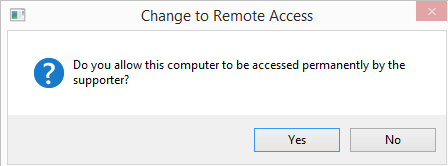 Change to Remote Access
Do you allow this computer to be accessed permanently by the
supporter?
Yes
No